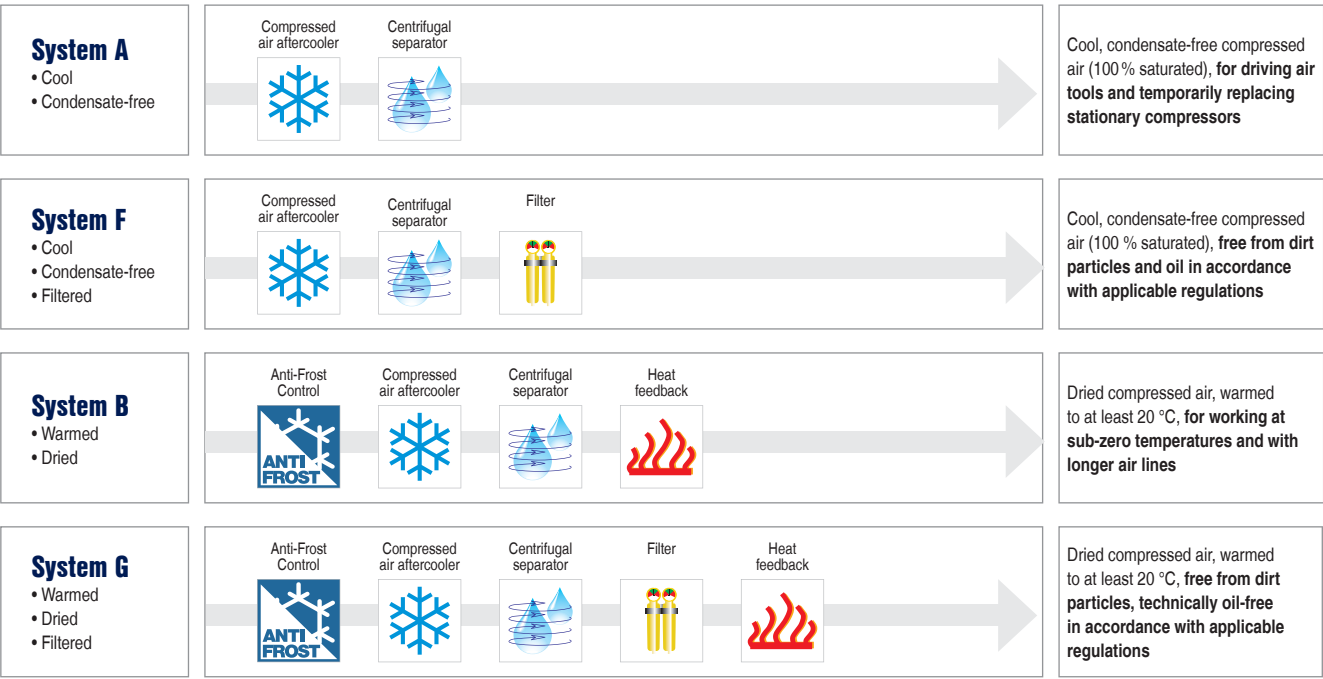 System A
• Cool
• Condensate-free
Compressed
air aftercooler
Centrifugal
separator
Cool, condensate-free compressed
air (100 % saturated), for driving air
tools and temporarily replacing
stationary compressors
System F
• Cool
• Condensate-free
• Filtered
Compressed
air aftercooler
Centrifugal
separator
Filter
Cool, condensate-free compressed
air (100 % saturated), free from dirt
particles and oil in accordance
with applicable regulations
System B
• Warmed
• Dried
Anti-Frost
Control
ANTI
FROST
Compressed
air aftercooler
Centrifugal
separator
Heat
feedback
Dried compressed air, warmed
to at least 20 °C, for working at
sub-zero temperatures and with
longer air lines
System G
• Warmed
• Dried
• Filtered
Anti-Frost
Control
ANTI
FROST
Compressed
air aftercooler
Centrifugal
separator
Filter
Heat
feedback
Dried compressed air, warmed
to at least 20 °C, free from dirt
particles, technically oil-free
in accordance with applicable
regulations